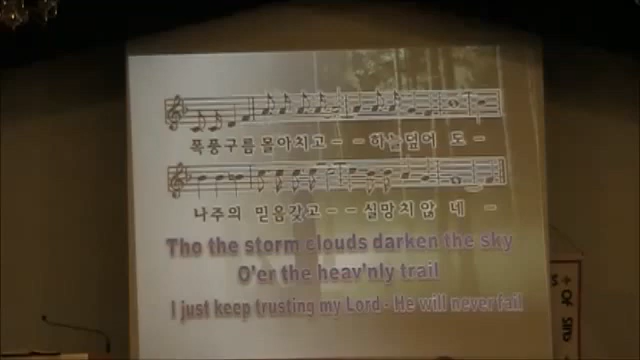 폭풍구름몰아치고 - - 하늘덮어 도 -
나주의 믿음갖고 - - 실망치않 네 -
Tho the storm clouds darken the sky
O'er the heav'nly trail
I just keep trusting my Lord - He will never fail